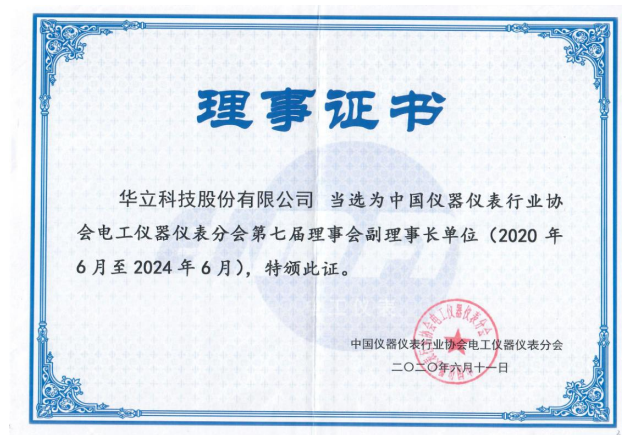 理事证书
华立科技股份有限公司 当选为中国仪器仪表行业协
会电工仪器仪表分会第七届理事会副理事长单位（2020 年
6 月至 2024 年 6 月），特颁此证。
电工仪表
中国仪器仪表行业协会电工仪器仪表分会
二〇二〇年六月十一日